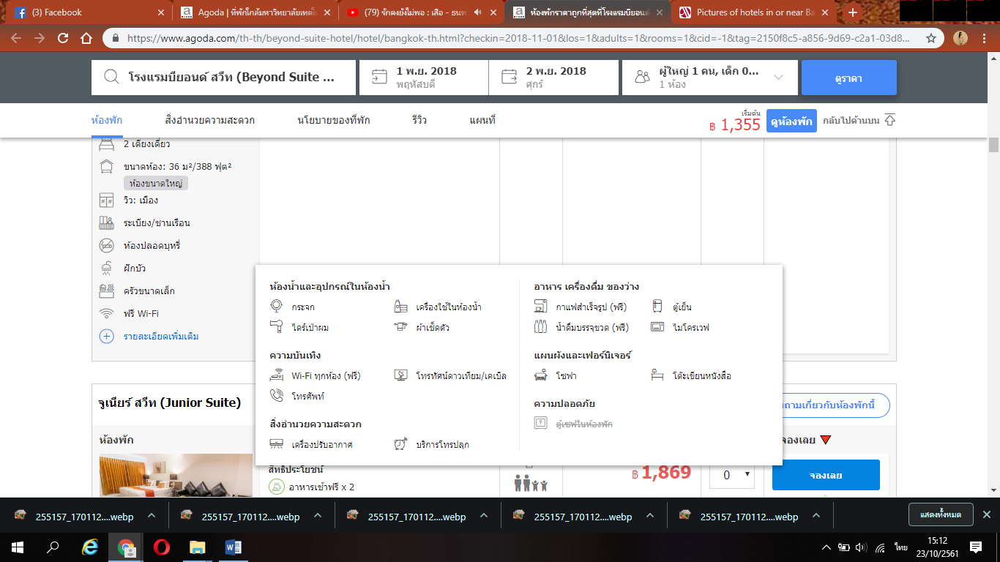 (3) Facebook
Agoda | ที่พักใกล้มหาวิทยาลัยเทคโ
(79) รักคงยังไม่พอ : เสือ - ธนพ
ห้องพักราคาถูกที่สุดที่โรงแรมบียอนด์
Pictures of hotels in or near Ba
https://www.agoda.com/th-th/beyond-suite-hotel/hotel/bangkok-th.html?checkin=2018-11-01&los=1&adults=1&rooms=1&cid=-1&tag=2150f8c5-a856-9d69-c2a1-03d8...
โรงแรมบียอนด์ สวีท (Beyond Suite ...
1 พ.ย. 2018
พฤหัสบดี
2 พ.ย. 2018
ศุกร์
ผู้ใหญ่ 1 คน, เด็ก 0...
1 ห้อง
ดูราคา
ห้องพัก
สิ่งอำนวยความสะดวก
นโยบายของที่พัก
รีวิว
แผนที่
เริ่มต้น
฿ 1,355
ดูห้องพัก
กลับไปด้านบน
2 เตียงเดี่ยว
ขนาดห้อง: 36 ม²/388 ฟุต²
ห้องขนาดใหญ่
วิว: เมือง
ระเบียง/ชานเรือน
ห้องปลอดบุหรี่
ฝักบัว
ครัวขนาดเล็ก
ฟรี Wi-Fi
รายละเอียดเพิ่มเติม
ห้องน้ำและอุปกรณ์ในห้องน้ำ
กระจก
เครื่องใช้ในห้องน้ำ
ไดร์เป่าผม
ผ้าเช็ดตัว
ความบันเทิง
Wi-Fi ทุกห้อง (ฟรี)
โทรทัศน์ดาวเทียม/เคเบิล
โทรศัพท์
สิ่งอำนวยความสะดวก
เครื่องปรับอากาศ
บริการโทรปลุก
อาหาร เครื่องดื่ม ของว่าง
กาแฟสำเร็จรูป (ฟรี)
ตู้เย็น
น้ำดื่มบรรจุขวด (ฟรี)
ไมโครเวฟ
แผนผังและเฟอร์นิเจอร์
โซฟา
โต๊ะเขียนหนังสือ
ความปลอดภัย
ตู้เซฟในห้องพัก
จูเนียร์ สวีท (Junior Suite)
ถามเกี่ยวกับห้องพักนี้
ห้องพัก
จองเลย
สิทธิประโยชน์
อาหารเช้าฟรี x 2
฿ 1,869
0
จองเลย
255157_170112....webp
255157_170112....webp
255157_170112....webp
255157_170112....webp
255157_170112....webp
แสดงทั้งหมด
ไทย
15:12
23/10/2561